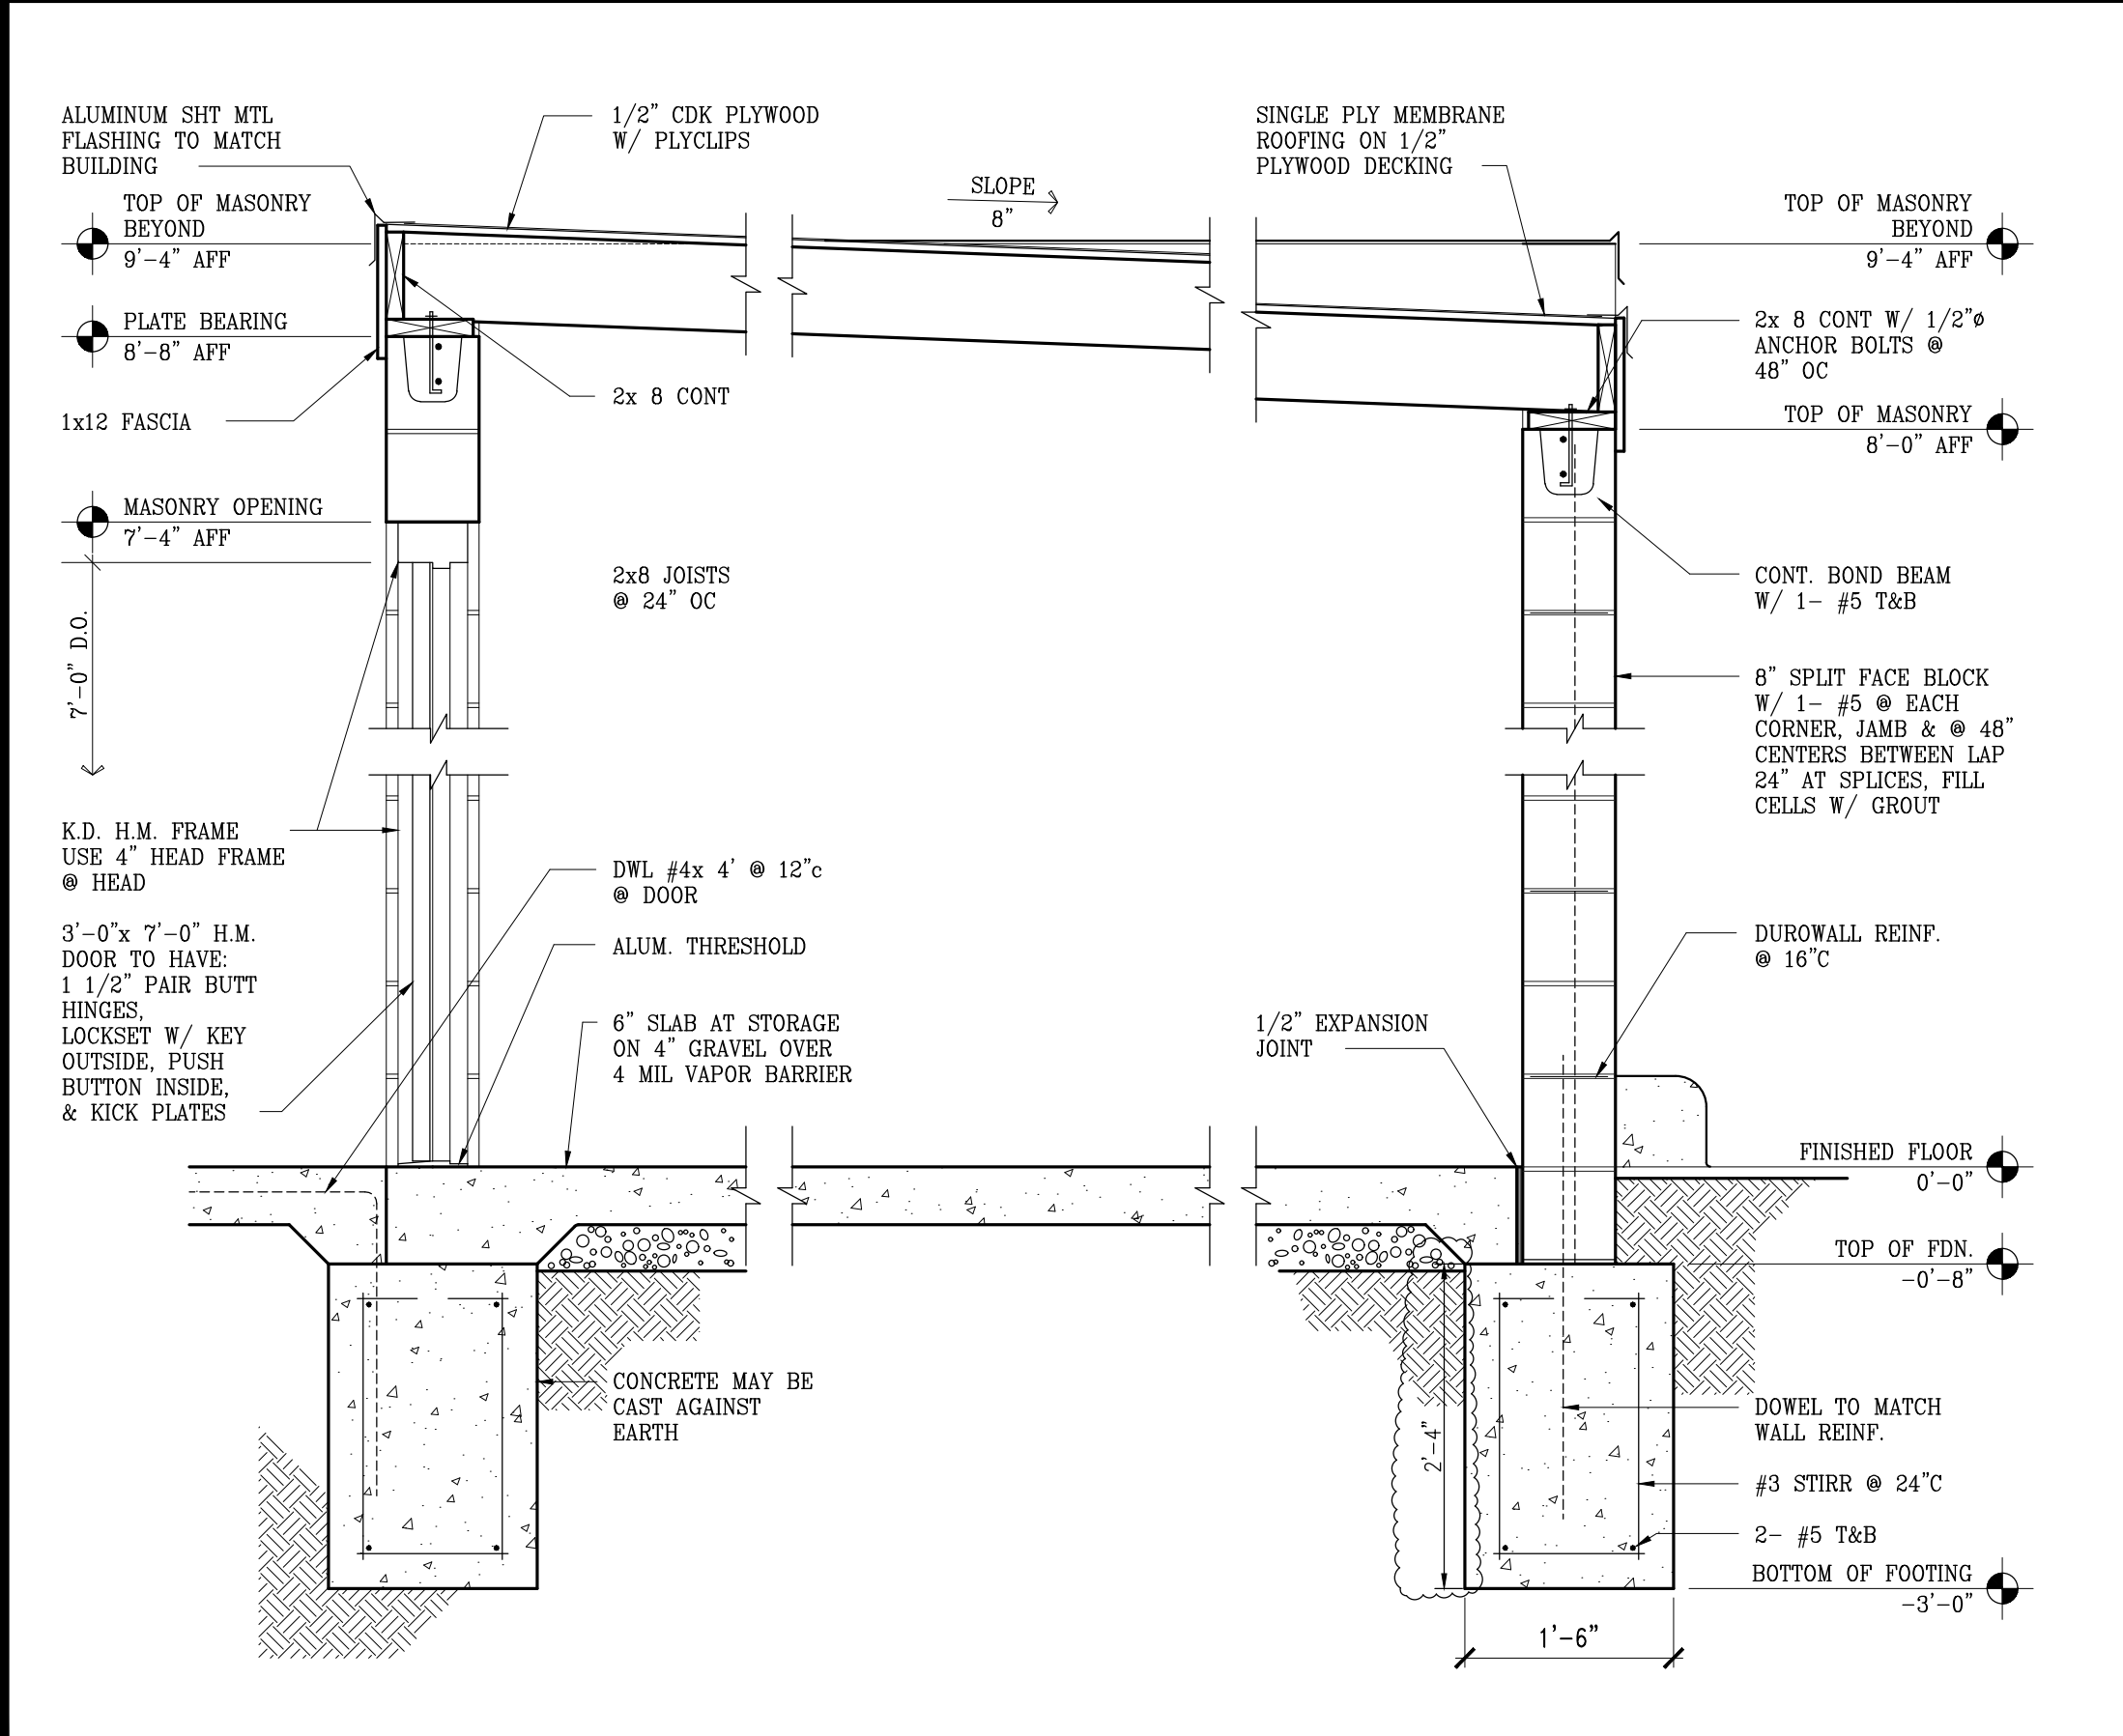 ALUMINUM SHT MTL
FLASHING TO MATCH
BUILDING
TOP OF MASONRY
BEYOND
9'-4" AFF
PLATE BEARING
8'-8" AFF
1x12 FASCIA
MASONRY OPENING
7'-4" AFF
7'-0" D.O.
K.D. H.M. FRAME
USE 4" HEAD FRAME
@ HEAD
3'-0"x 7'-0" H.M.
DOOR TO HAVE:
1 1/2" PAIR BUTT
HINGES,
LOCKSET W/ KEY
OUTSIDE, PUSH
BUTTON INSIDE,
& KICK PLATES
1/2" CDK PLYWOOD
W/ PLYCLIPS
SLOPE
8"
2x 8 CONT
2x8 JOISTS
@ 24" OC
DWL #4x 4' @ 12"c
@ DOOR
ALUM. THRESHOLD
6" SLAB AT STORAGE
ON 4" GRAVEL OVER
4 MIL VAPOR BARRIER
CONCRETE MAY BE
CAST AGAINST
EARTH
SINGLE PLY MEMBRANE
ROOFING ON 1/2"
PLYWOOD DECKING
1/2" EXPANSION
JOINT
2'-4"
1'-6"
TOP OF MASONRY
BEYOND
9'-4" AFF
2x 8 CONT W/ 1/2"ø
ANCHOR BOLTS @
48" OC
TOP OF MASONRY
8'-0" AFF
CONT. BOND BEAM
W/ 1- #5 T&B
8" SPLIT FACE BLOCK
W/ 1- #5 @ EACH
CORNER, JAMB & @ 48"
CENTERS BETWEEN LAP
24" AT SPLICES, FILL
CELLS W/ GROUT
DUROWALL REINF.
@ 16"C
FINISHED FLOOR
0'-0"
TOP OF FDN.
-0'-8"
DOWEL TO MATCH
WALL REINF.
#3 STIRR @ 24"C
2- #5 T&B
BOTTOM OF FOOTING
-3'-0"